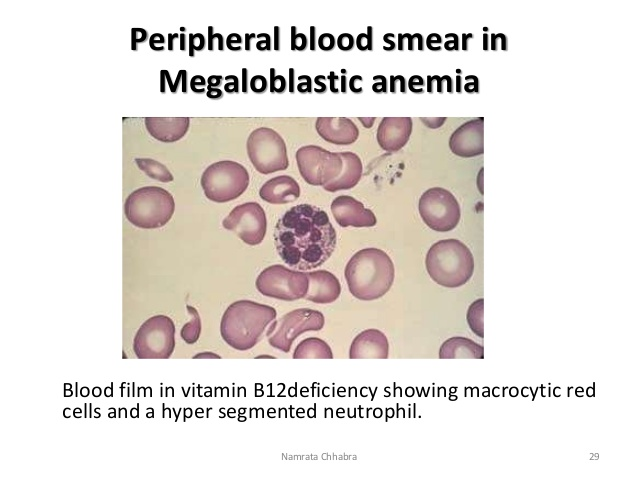 Peripheral blood smear in
Megaloblastic anemia
Blood film in vitamin B12deficiency showing macrocytic red
cells and a hyper segmented neutrophil.
Namrata Chhabra
29